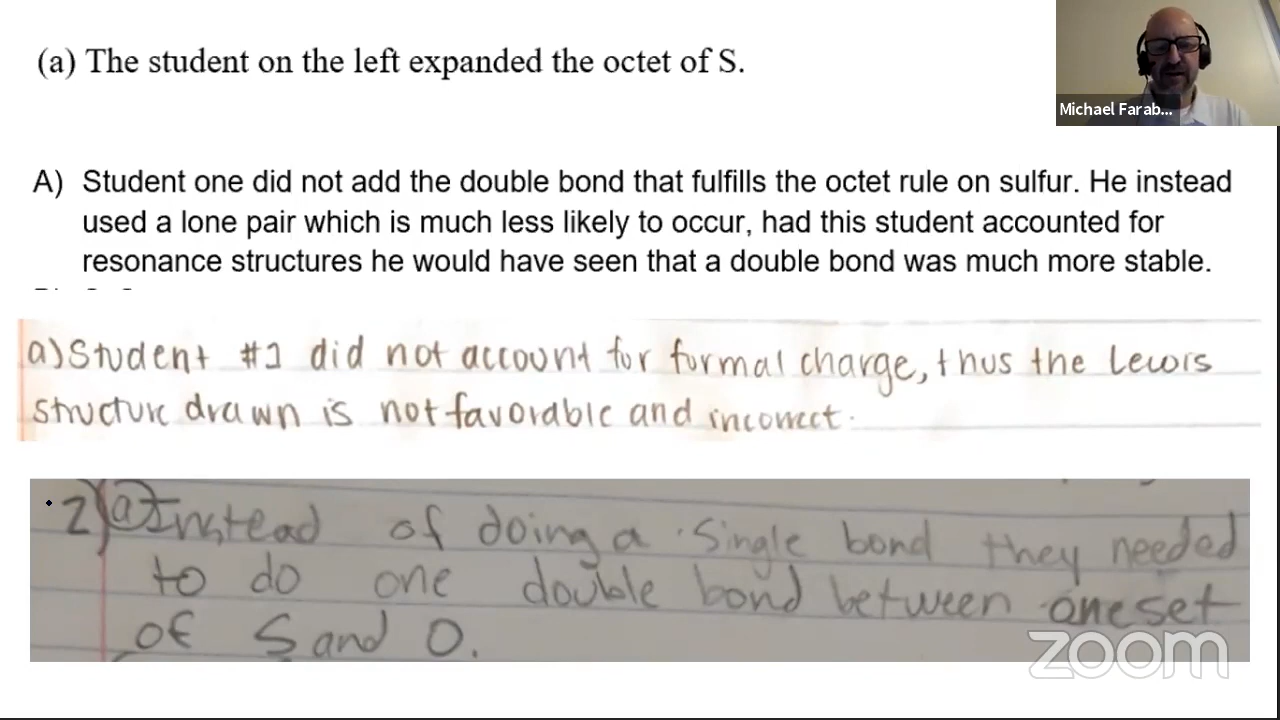 (a) The student on the left expanded the octet of S.
Michael Farab...
A) Student one did not add the double bond that fulfills the octet rule on sulfur. He instead
used a lone pair which is much less likely to occur, had this student accounted for
resonance structures he would have seen that a double bond was much more stable.
a) Student #1 did not account for formal charge, thus the Lewis
structure drawn is not favorable and incorrect.
2) a) Instead of doing a single bond they needed
to do one double bond between one set
of S and O.
zoom